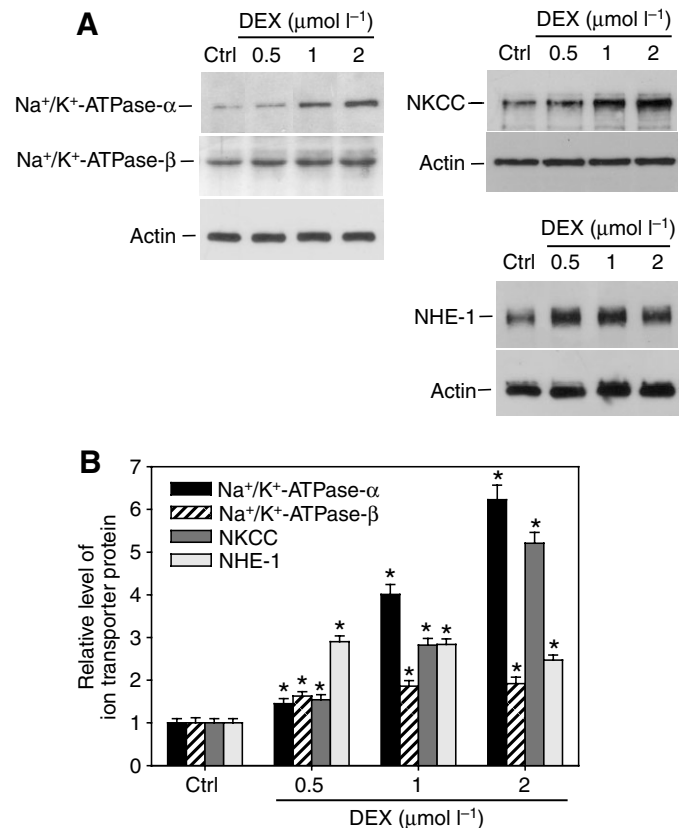 A
DEX (μmol l⁻¹)
Ctrl 0.5 1 2
Na⁺/K⁺-ATPase-α
Na⁺/K⁺-ATPase-β
Actin
DEX (μmol l⁻¹)
Ctrl 0.5 1 2
NKCC
Actin
DEX (μmol l⁻¹)
Ctrl 0.5 1 2
NHE-1
Actin
B
7
6
5
4
3
2
1
0
Relative level of
ion transporter protein
Na⁺/K⁺-ATPase-α
Na⁺/K⁺-ATPase-β
NKCC
NHE-1
* * * *
* * * *
* * * *
Ctrl 0.5 1 2
DEX (μmol l⁻¹)